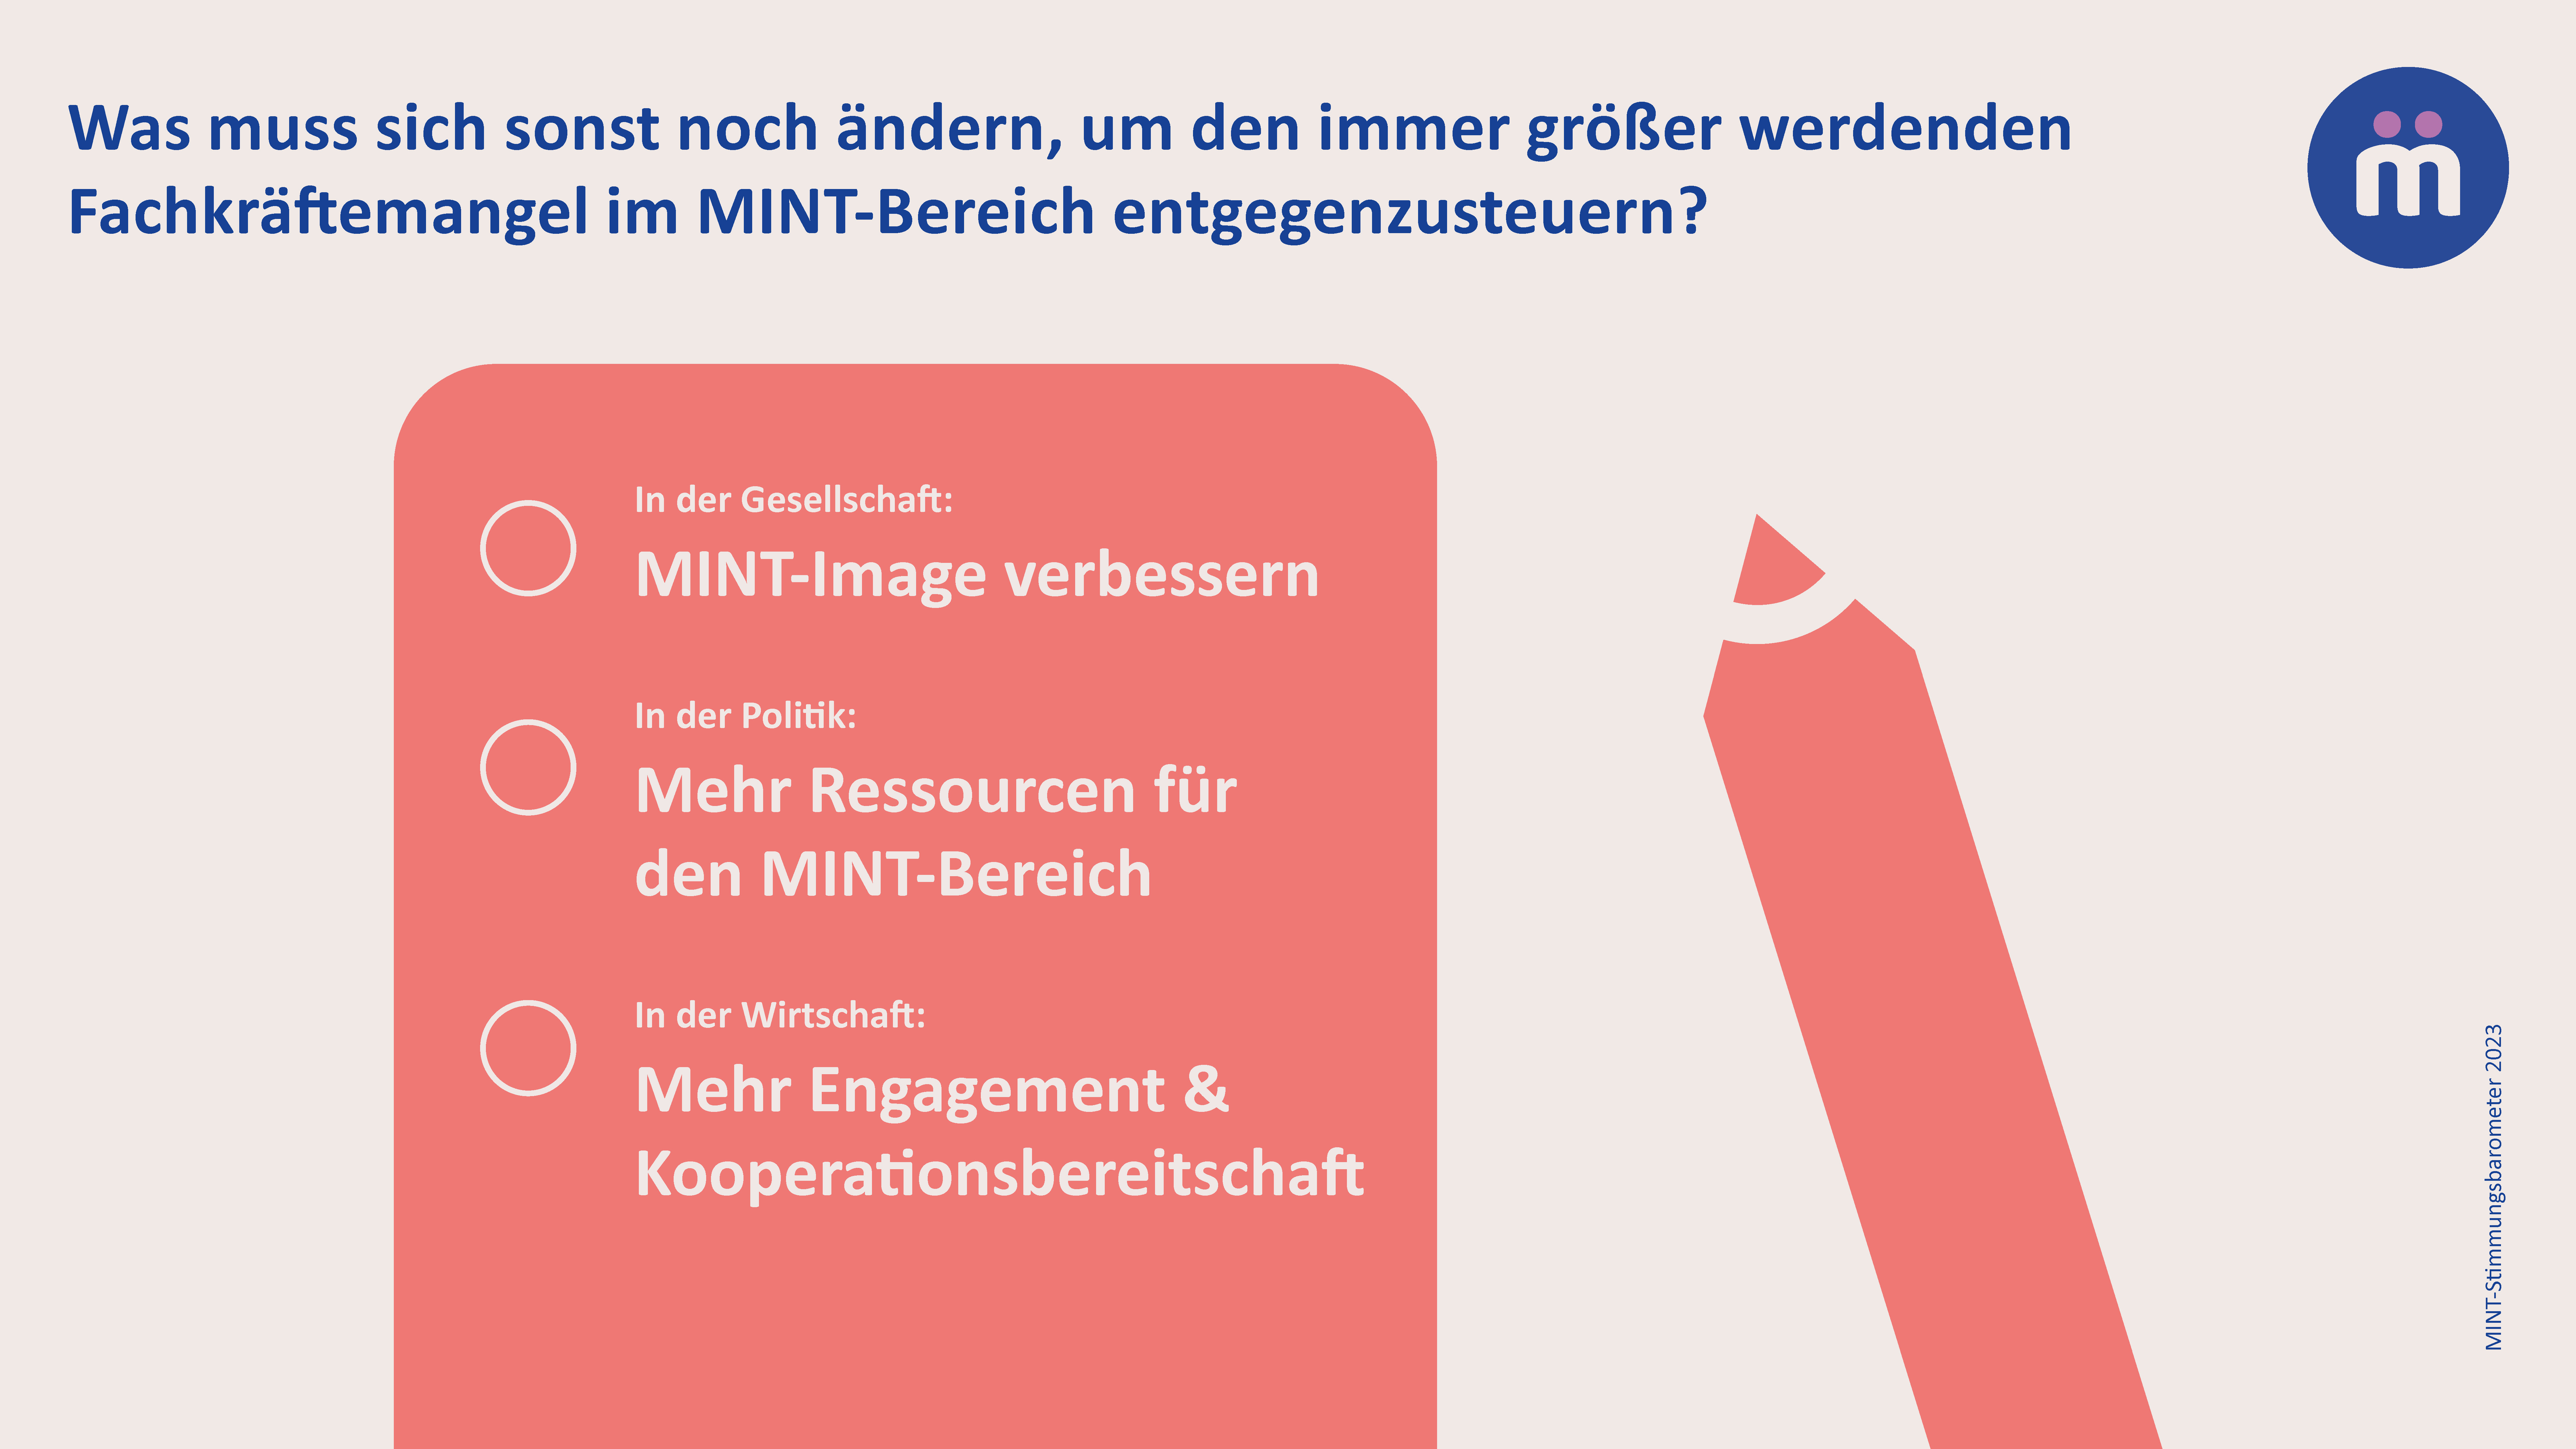 Was muss sich sonst noch ändern, um den immer größer werdenden
Fachkräftemangel im MINT-Bereich entgegenzusteuern?
m
In der Gesellschaft:
MINT-Image verbessern
In der Politik:
Mehr Ressourcen für
den MINT-Bereich
In der Wirtschaft:
Mehr Engagement &
Kooperationsbereitschaft
MINT-Stimmungsbarometer 2023